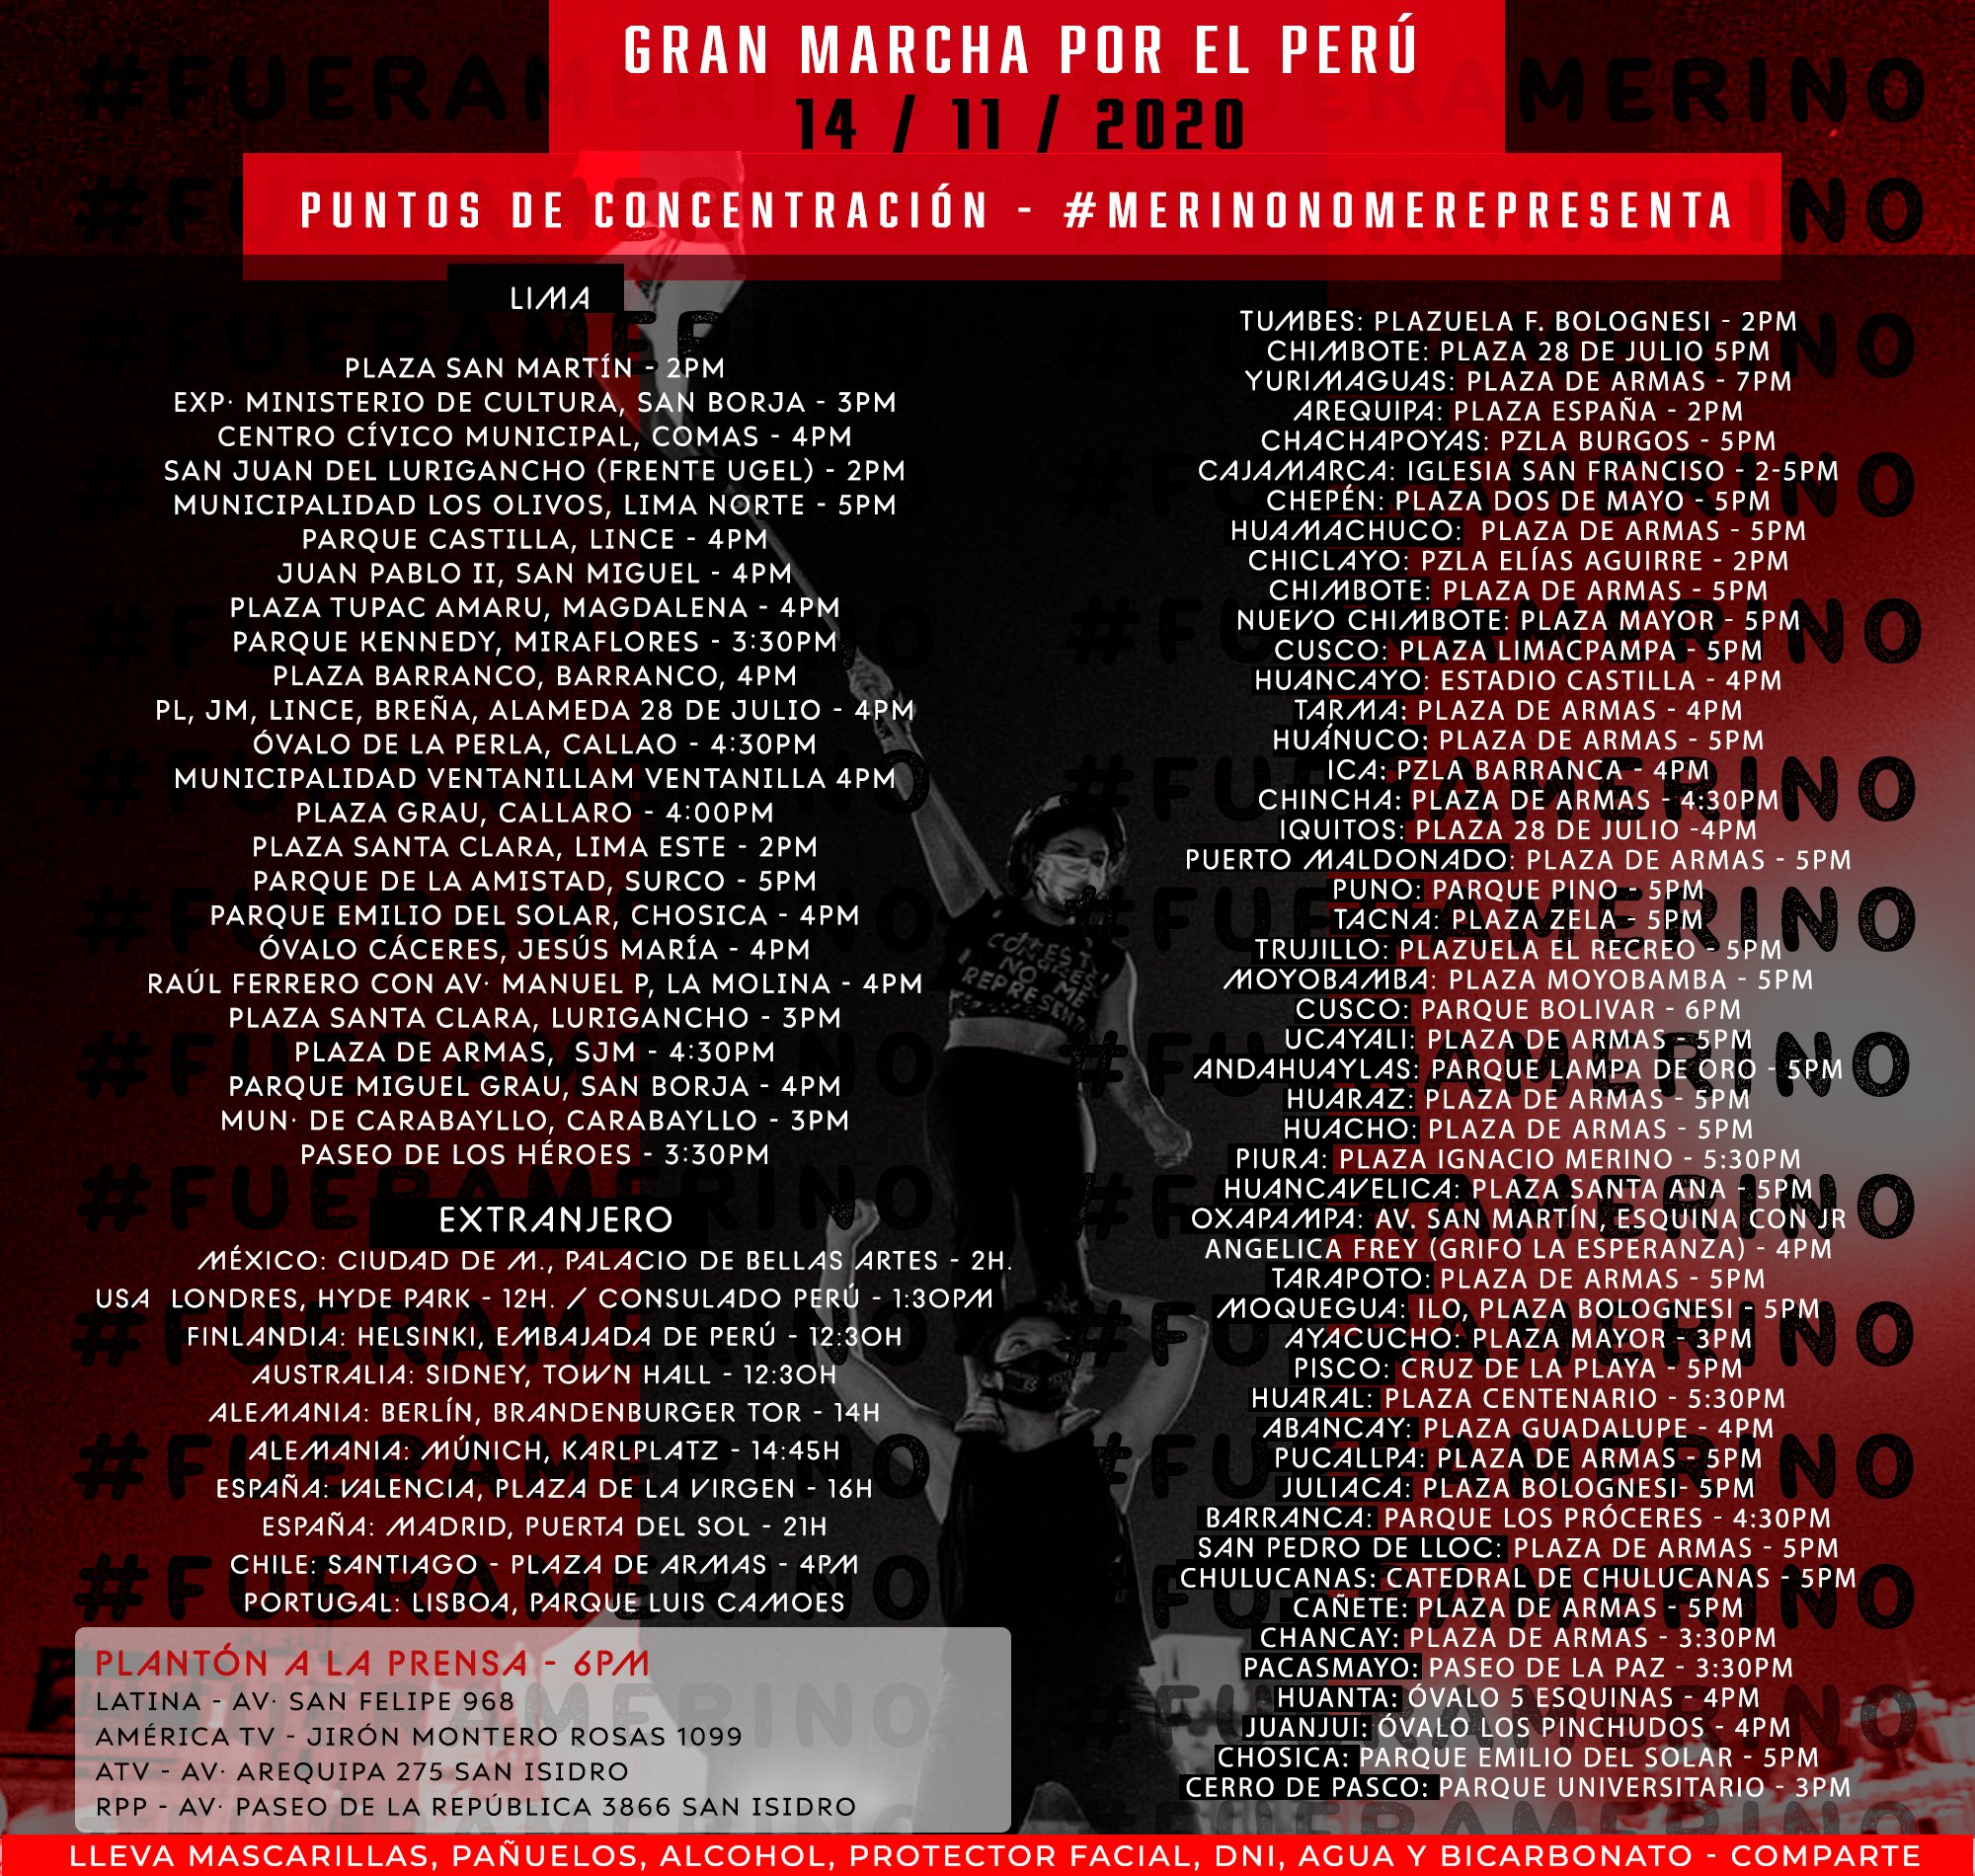 GRAN MARCHA POR EL PERÚ
14 / 11 / 2020
PUNTOS DE CONCENTRACIÓN - #MERINONOMEREPRESENTA
#FUERAMERINO
LIMA
PLAZA SAN MARTÍN - 2PM
EXP· MINISTERIO DE CULTURA, SAN BORJA - 3PM
CENTRO CÍVICO MUNICIPAL, COMAS - 4PM
SAN JUAN DEL LURIGANCHO (FRENTE UGEL) - 2PM
MUNICIPALIDAD LOS OLIVOS, LIMA NORTE - 5PM
PARQUE CASTILLA, LINCE - 4PM
JUAN PABLO II, SAN MIGUEL - 4PM
PLAZA TUPAC AMARU, MAGDALENA - 4PM
PARQUE KENNEDY, MIRAFLORES - 3:30PM
PLAZA BARRANCO, BARRANCO, 4PM
PL, JM, LINCE, BREÑA, ALAMEDA 28 DE JULIO - 4PM
ÓVALO DE LA PERLA, CALLAO - 4:30PM
MUNICIPALIDAD VENTANILLAM VENTANILLA 4PM
PLAZA GRAU, CALLARO - 4:00PM
PLAZA SANTA CLARA, LIMA ESTE - 2PM
PARQUE DE LA AMISTAD, SURCO - 5PM
PARQUE EMILIO DEL SOLAR, CHOSICA - 4PM
ÓVALO CÁCERES, JESÚS MARÍA - 4PM
RAÚL FERRERO CON AV· MANUEL P, LA MOLINA - 4PM
PLAZA SANTA CLARA, LURIGANCHO - 3PM
PLAZA DE ARMAS, SJM - 4:30PM
PARQUE MIGUEL GRAU, SAN BORJA - 4PM
MUN· DE CARABAYLLO, CARABAYLLO - 3PM
PASEO DE LOS HÉROES - 3:30PM
EXTRANJERO
MÉXICO: CIUDAD DE M., PALACIO DE BELLAS ARTES - 2H.
USA LONDRES, HYDE PARK - 12H. / CONSULADO PERÚ - 1:30PM
FINLANDIA: HELSINKI, EMBAJADA DE PERÚ - 12:30H
AUSTRALIA: SIDNEY, TOWN HALL - 12:30H
ALEMANIA: BERLÍN, BRANDENBURGER TOR - 14H
ALEMANIA: MÚNICH, KARLPLATZ - 14:45H
ESPAÑA: VALENCIA, PLAZA DE LA VIRGEN - 16H
ESPAÑA: MADRID, PUERTA DEL SOL - 21H
CHILE: SANTIAGO - PLAZA DE ARMAS - 4PM
PORTUGAL: LISBOA, PARQUE LUIS CAMOES
PLANTÓN A LA PRENSA - 6PM
LATINA - AV· SAN FELIPE 968
AMÉRICA TV - JIRÓN MONTERO ROSAS 1099
ATV - AV· AREQUIPA 275 SAN ISIDRO
RPP - AV· PASEO DE LA REPÚBLICA 3866 SAN ISIDRO
TUMBES: PLAZUELA F. BOLOGNESI - 2PM
CHIMBOTE: PLAZA 28 DE JULIO 5PM
YURIMAGUAS: PLAZA DE ARMAS - 7PM
AREQUIPA: PLAZA ESPAÑA - 2PM
CHACHAPOYAS: PZLA BURGOS - 5PM
CAJAMARCA: IGLESIA SAN FRANCISO - 2-5PM
CHEPÉN: PLAZA DOS DE MAYO - 5PM
HUAMACHUCO: PLAZA DE ARMAS - 5PM
CHICLAYO: PZLA ELÍAS AGUIRRE - 2PM
CHIMBOTE: PLAZA DE ARMAS - 5PM
NUEVO CHIMBOTE: PLAZA MAYOR - 5PM
CUSCO: PLAZA LIMACPAMPA - 5PM
HUANCAYO: ESTADIO CASTILLA - 4PM
TARMA: PLAZA DE ARMAS - 4PM
HUÁNUCO: PLAZA DE ARMAS - 5PM
ICA: PZLA BARRANCA - 4PM
CHINCHA: PLAZA DE ARMAS - 4:30PM
IQUITOS: PLAZA 28 DE JULIO -4PM
PUERTO MALDONADO: PLAZA DE ARMAS - 5PM
PUNO: PARQUE PINO - 5PM
TACNA: PLAZA ZELA - 5PM
TRUJILLO: PLAZUELA EL RECREO - 5PM
MOYOBAMBA: PLAZA MOYOBAMBA - 5PM
CUSCO: PARQUE BOLIVAR - 6PM
UCAYALI: PLAZA DE ARMAS - 5PM
ANDAHUAYLAS: PARQUE LAMPA DE ORO - 5PM
HUARAZ: PLAZA DE ARMAS - 5PM
HUACHO: PLAZA DE ARMAS - 5PM
PIURA: PLAZA IGNACIO MERINO - 5:30PM
HUANCAVELICA: PLAZA SANTA ANA - 5PM
OXAPAMPA: AV. SAN MARTÍN, ESQUINA CON JR
ANGELICA FREY (GRIFO LA ESPERANZA) - 4PM
TARAPOTO: PLAZA DE ARMAS - 5PM
MOQUEGUA: ILO, PLAZA BOLOGNESI - 5PM
AYACUCHO: PLAZA MAYOR - 3PM
PISCO: CRUZ DE LA PLAYA - 5PM
HUARAL: PLAZA CENTENARIO - 5:30PM
ABANCAY: PLAZA GUADALUPE - 4PM
PUCALLPA: PLAZA DE ARMAS - 5PM
JULIACA: PLAZA BOLOGNESI- 5PM
BARRANCA: PARQUE LOS PRÓCERES - 4:30PM
SAN PEDRO DE LLOC: PLAZA DE ARMAS - 5PM
CHULUCANAS: CATEDRAL DE CHULUCANAS - 5PM
CAÑETE: PLAZA DE ARMAS - 5PM
CHANCAY: PLAZA DE ARMAS - 3:30PM
PACASMAYO: PASEO DE LA PAZ - 3:30PM
HUANTA: ÓVALO 5 ESQUINAS - 4PM
JUANJUI: ÓVALO LOS PINCHUDOS - 4PM
CHOSICA: PARQUE EMILIO DEL SOLAR - 5PM
CERRO DE PASCO: PARQUE UNIVERSITARIO - 3PM
LLEVA MASCARILLAS, PAÑUELOS, ALCOHOL, PROTECTOR FACIAL, DNI, AGUA Y BICARBONATO - COMPARTE